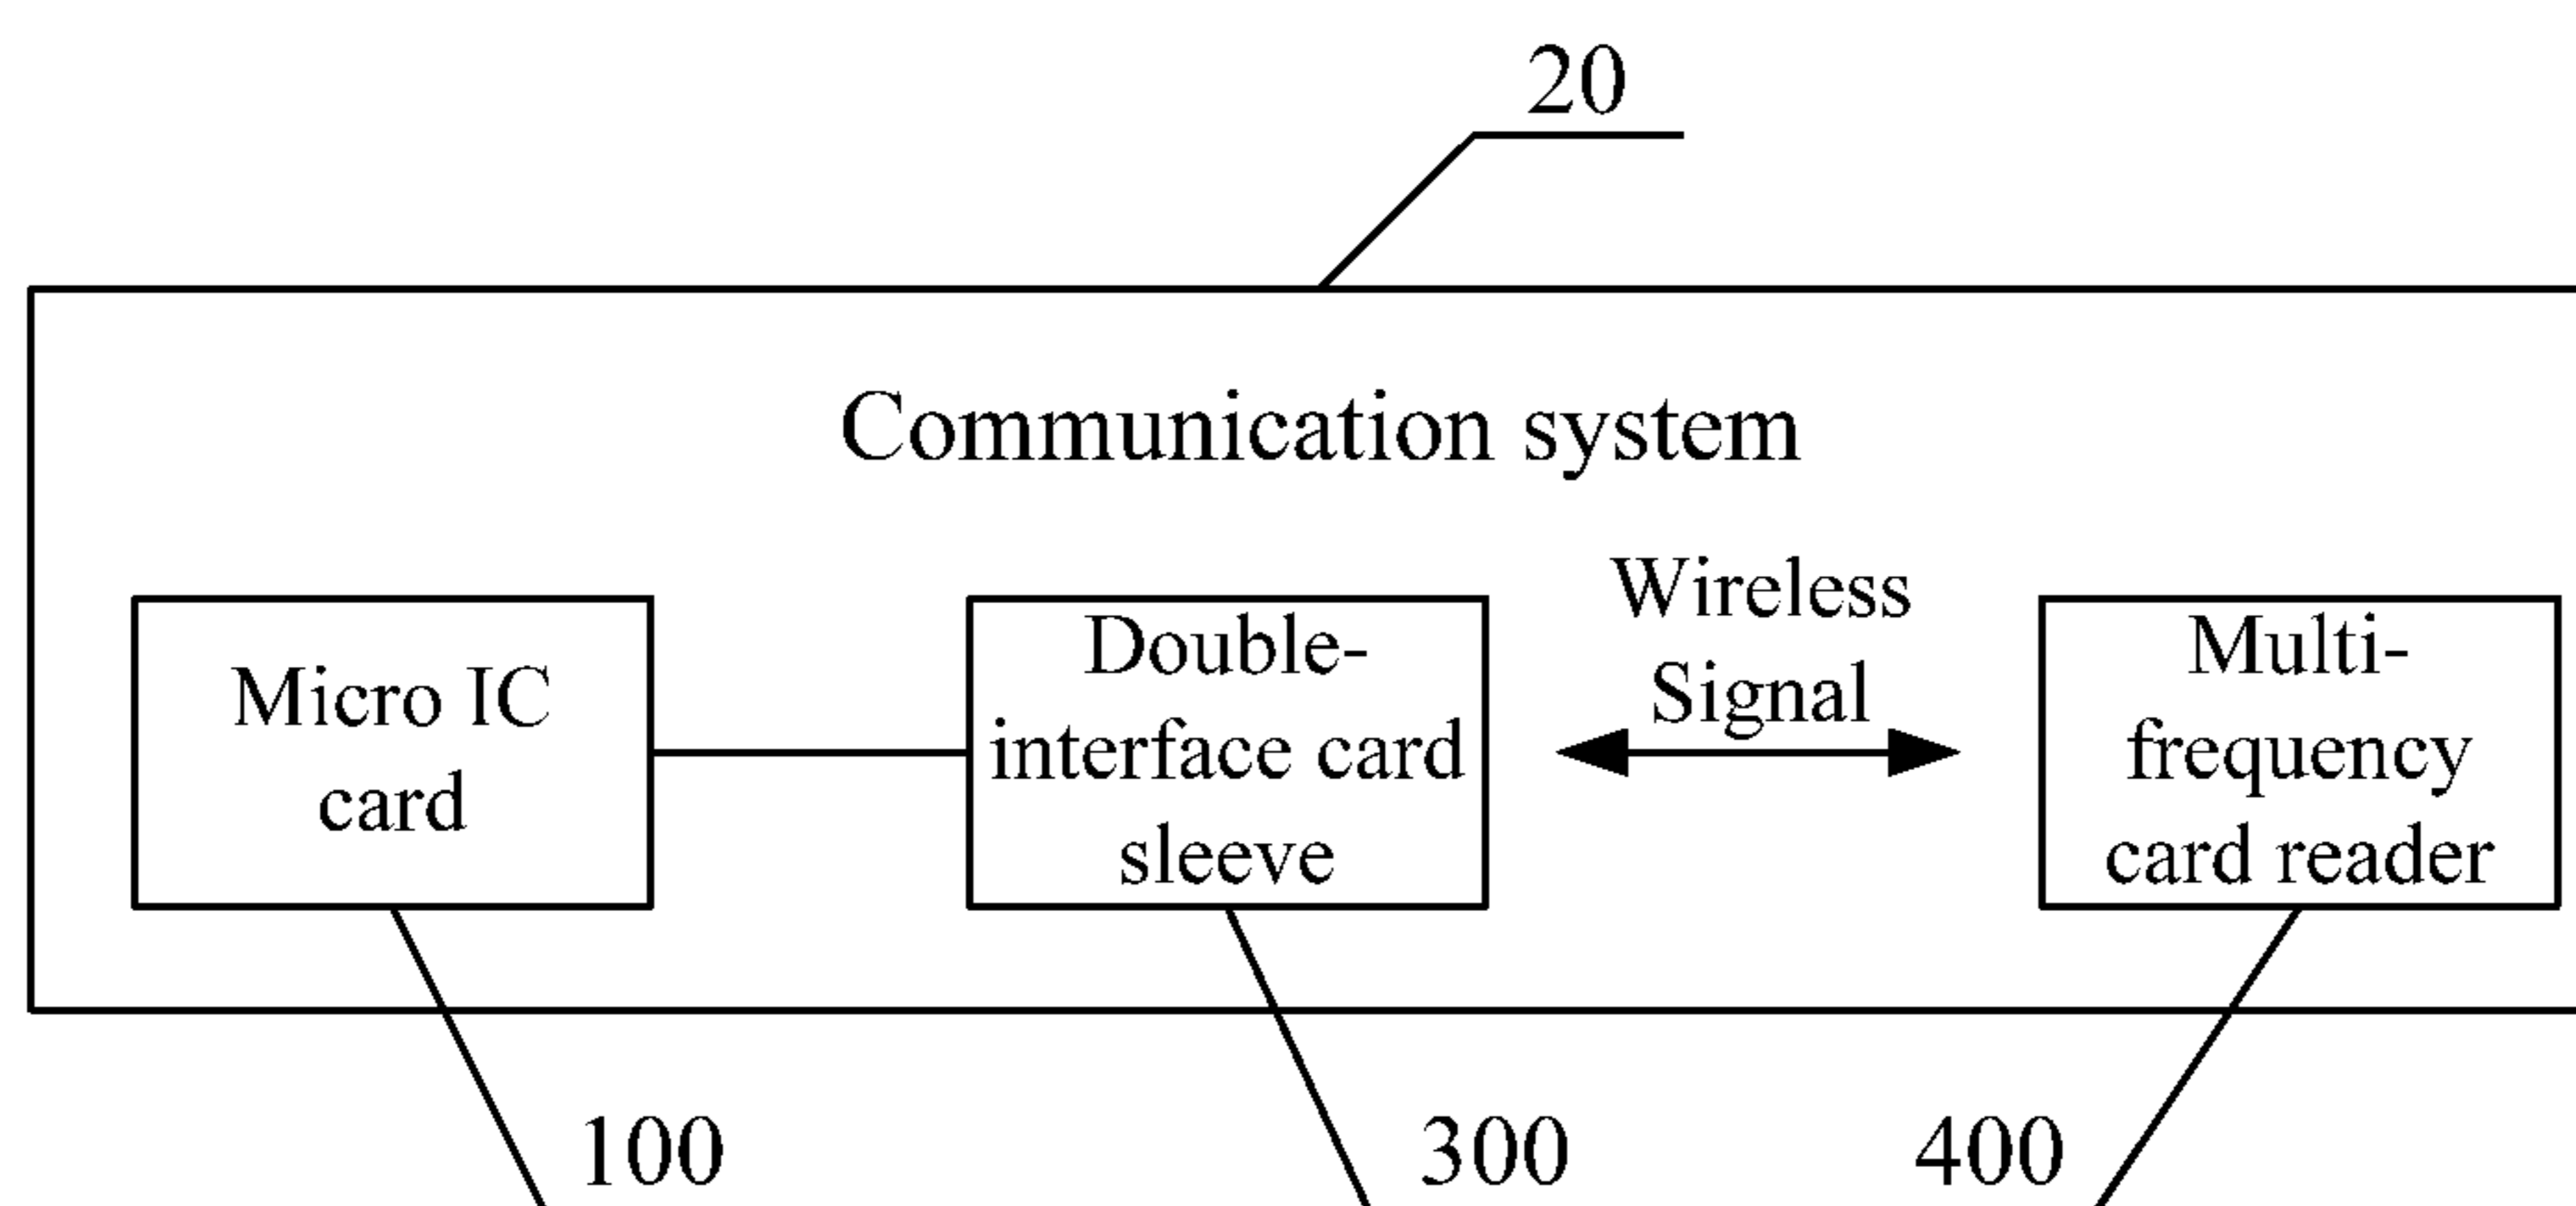 20
Communication system
Micro IC
card
Double-
interface card
sleeve
Wireless
Signal
Multi-
frequency
card reader
100
300
400